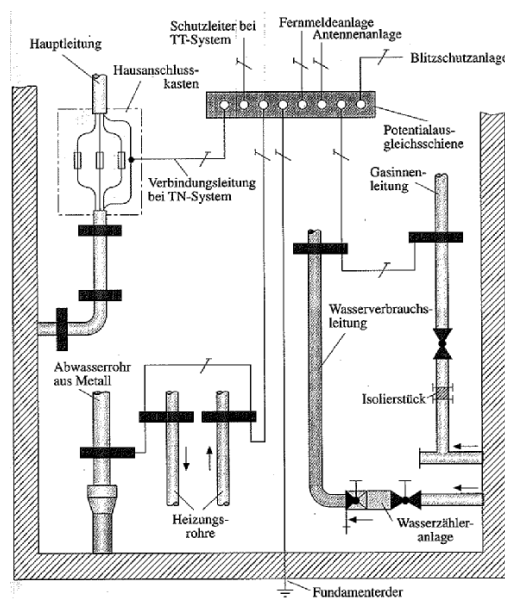 Schutzleiter bei
TT-System
Fernmeldeanlage
Antennenanlage
Hauptleitung
Hausanschluss-
kasten
Blitzschutzanlage
Potentialaus-
gleichsschiene
Gasinnen-
leitung
Verbindungsleitung
bei TN-System
Wasserverbrauchs-
leitung
Abwasserrohr
aus Metall
Isolierstück
Heizungs-
rohre
Wasserzähler-
anlage
Fundamenterder